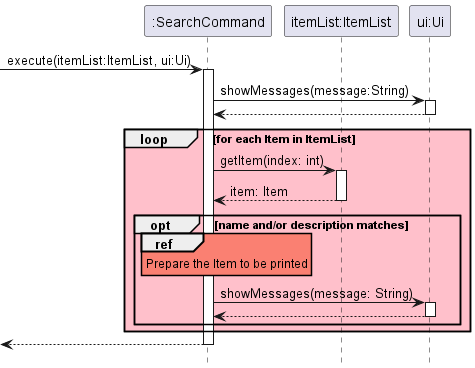 :SearchCommand
itemList:ItemList
ui:Ui
execute(itemList:ItemList, ui:Ui)
showMessages(message:String)
loop
[for each Item in ItemList]
getItem(index: int)
item: Item
opt
[name and/or description matches]
ref
Prepare the Item to be printed
showMessages(message: String)